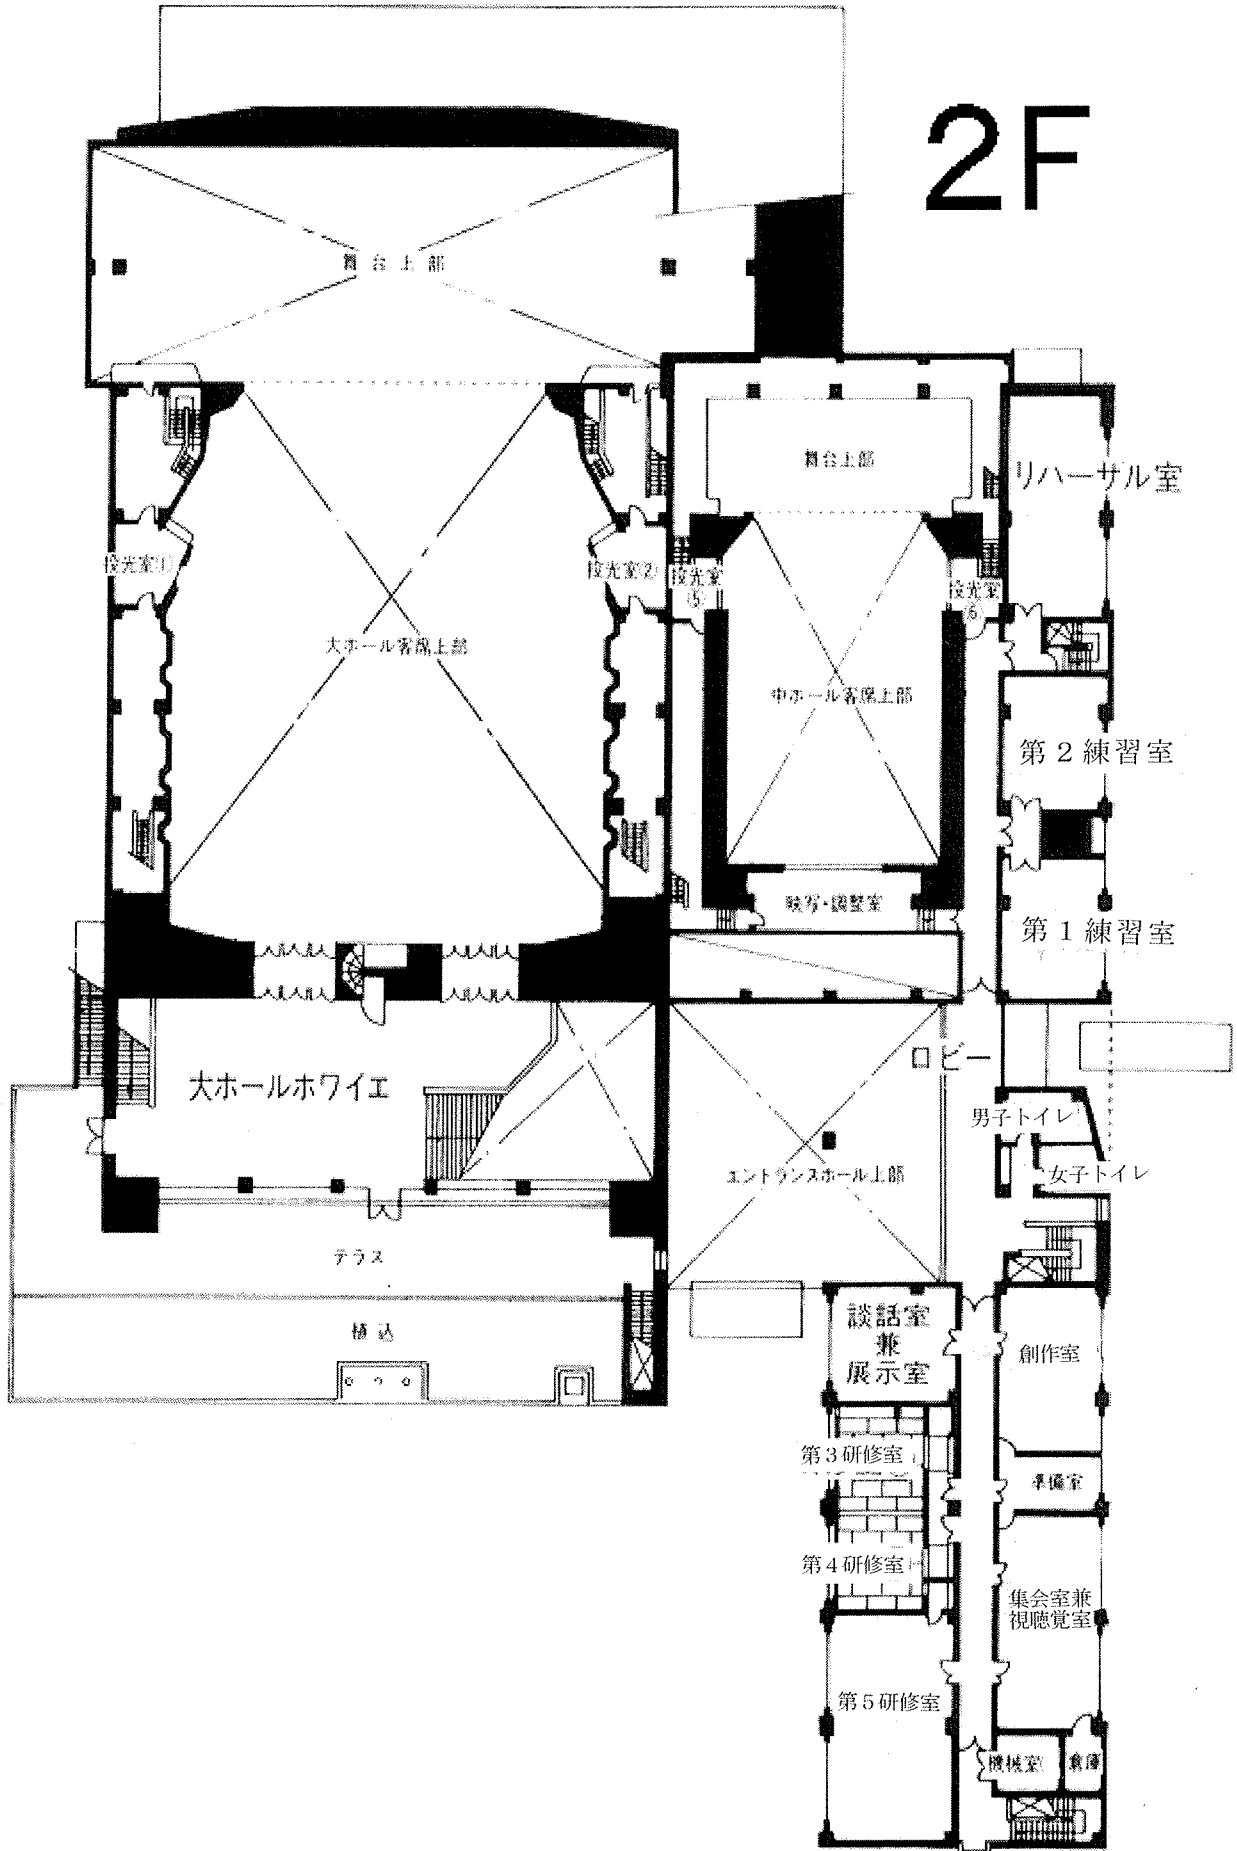 2F
舞台上部
舞台上部
リハーサル室
投光室①
投光室②
投光室
⑤
投光室
⑥
大ホール客席上部
中ホール客席上部
第2練習室
映写・調整室
第1練習室
大ホールホワイエ
ロビー
男子トイレ
エントランスホール上部
女子トイレ
テラス
植込
談話室
兼
展示室
創作室
第3研修室
準備室
第4研修室
集会室兼
視聴覚室
第5研修室
機械室
倉庫